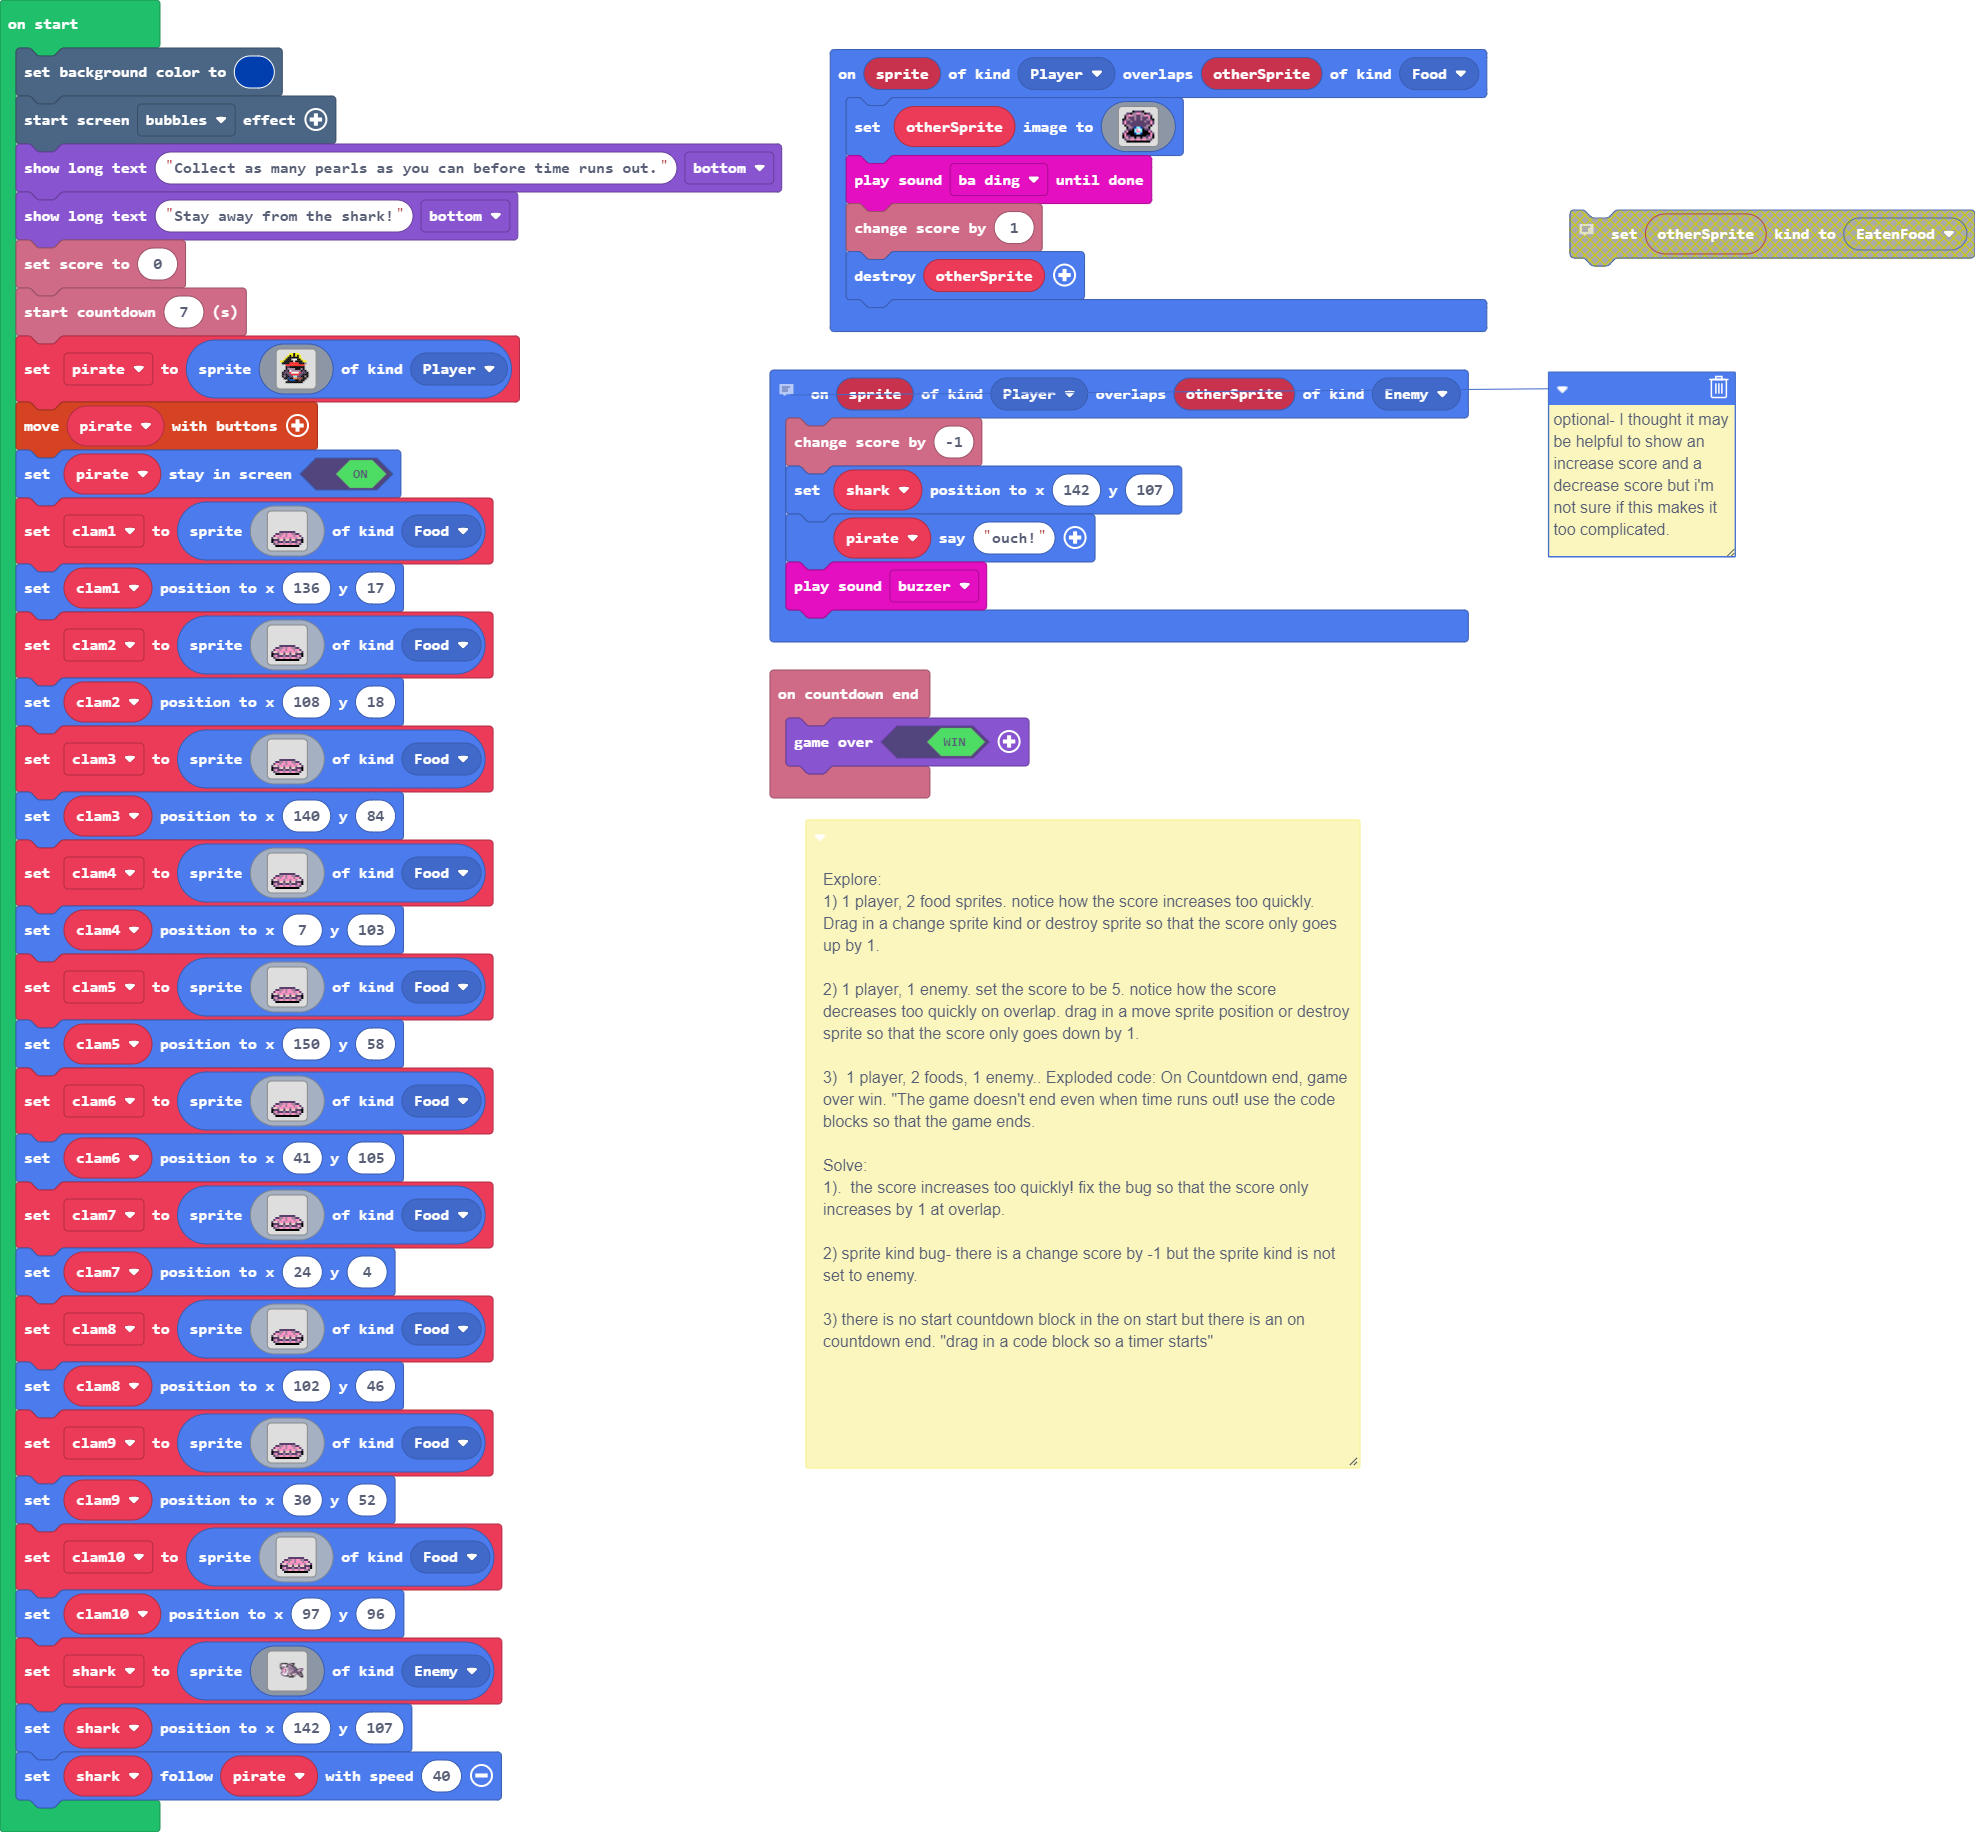 on start
set background color to
start screen bubbles effect
show long text "Collect as many pearls as you can before time runs out." bottom
show long text "Stay away from the shark!" bottom
set score to 0
start countdown 7 (s)
set pirate to sprite of kind Player
move pirate with buttons
set pirate stay in screen ON
set clam1 to sprite of kind Food
set clam1 position to x 136 y 17
set clam2 to sprite of kind Food
set clam2 position to x 108 y 18
set clam3 to sprite of kind Food
set clam3 position to x 140 y 84
set clam4 to sprite of kind Food
set clam4 position to x 7 y 103
set clam5 to sprite of kind Food
set clam5 position to x 150 y 58
set clam6 to sprite of kind Food
set clam6 position to x 41 y 105
set clam7 to sprite of kind Food
set clam7 position to x 24 y 4
set clam8 to sprite of kind Food
set clam8 position to x 102 y 46
set clam9 to sprite of kind Food
set clam9 position to x 30 y 52
set clam10 to sprite of kind Food
set clam10 position to x 97 y 96
set shark to sprite of kind Enemy
set shark position to x 142 y 107
set shark follow pirate with speed 40
on sprite of kind Player overlaps otherSprite of kind Food
set otherSprite image to
play sound ba ding until done
change score by 1
destroy otherSprite
set otherSprite kind to EatenFood
on sprite of kind Player overlaps otherSprite of kind Enemy
change score by -1
set shark position to x 142 y 107
pirate say "ouch!"
play sound buzzer
optional- I thought it may
be helpful to show an
increase score and a
decrease score but i'm
not sure if this makes it
too complicated.
on countdown end
game over WIN
Explore:
1) 1 player, 2 food sprites. notice how the score increases too quickly.
Drag in a change sprite kind or destroy sprite so that the score only goes
up by 1.
2) 1 player, 1 enemy. set the score to be 5. notice how the score
decreases too quickly on overlap. drag in a move sprite position or destroy
sprite so that the score only goes down by 1.
3)  1 player, 2 foods, 1 enemy.. Exploded code: On Countdown end, game
over win. "The game doesn't end even when time runs out! use the code
blocks so that the game ends.
Solve:
1).  the score increases too quickly! fix the bug so that the score only
increases by 1 at overlap.
2) sprite kind bug- there is a change score by -1 but the sprite kind is not
set to enemy.
3) there is no start countdown block in the on start but there is an on
countdown end. "drag in a code block so a timer starts"